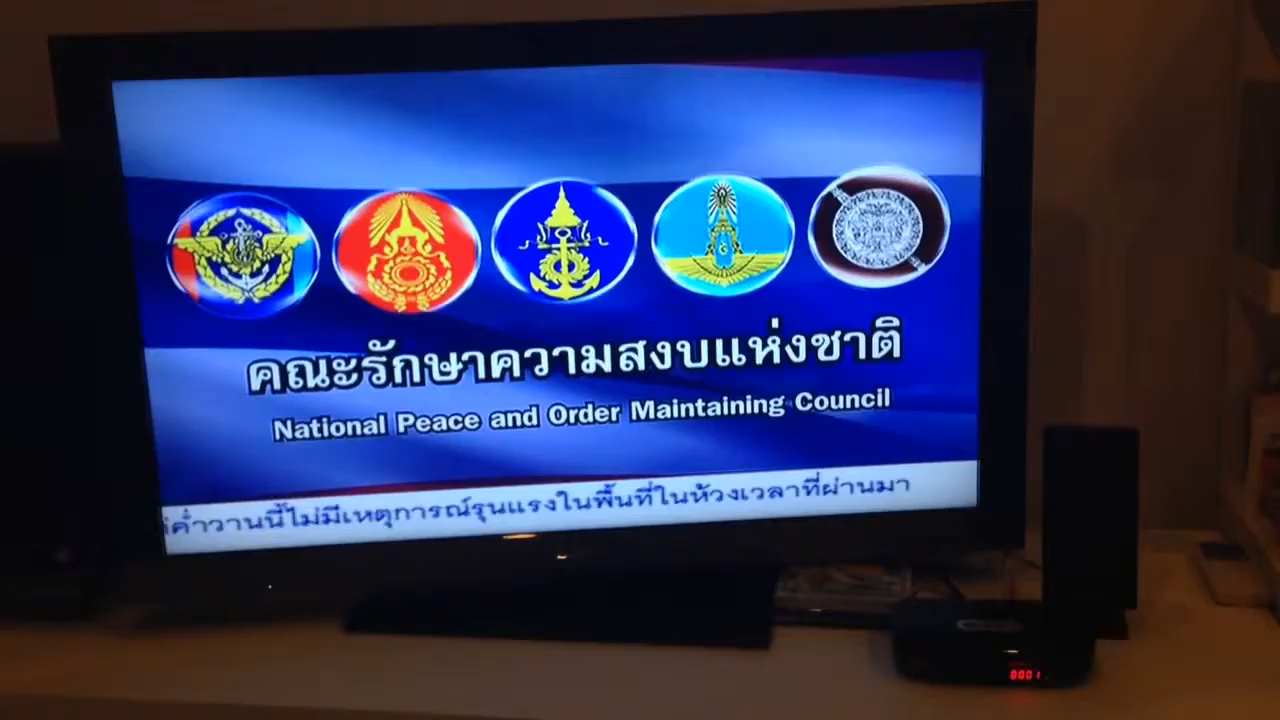 คณะรักษาความสงบแห่งชาติ
National Peace and Order Maintaining Council
ค่ำวานนี้ไม่มีเหตุการณ์รุนแรงในพื้นที่ในห้วงเวลาที่ผ่านมา
0001